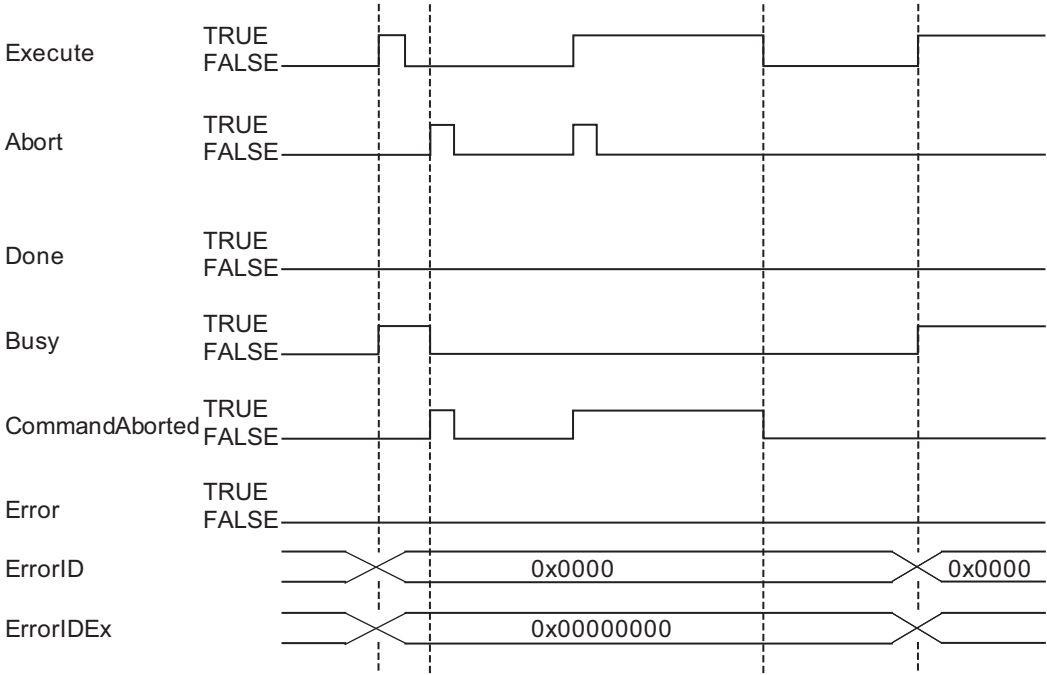 Execute
TRUE
FALSE
Abort
TRUE
FALSE
Done
TRUE
FALSE
Busy
TRUE
FALSE
CommandAborted
TRUE
FALSE
Error
TRUE
FALSE
ErrorID
0x0000
0x0000
ErrorIDEx
0x00000000